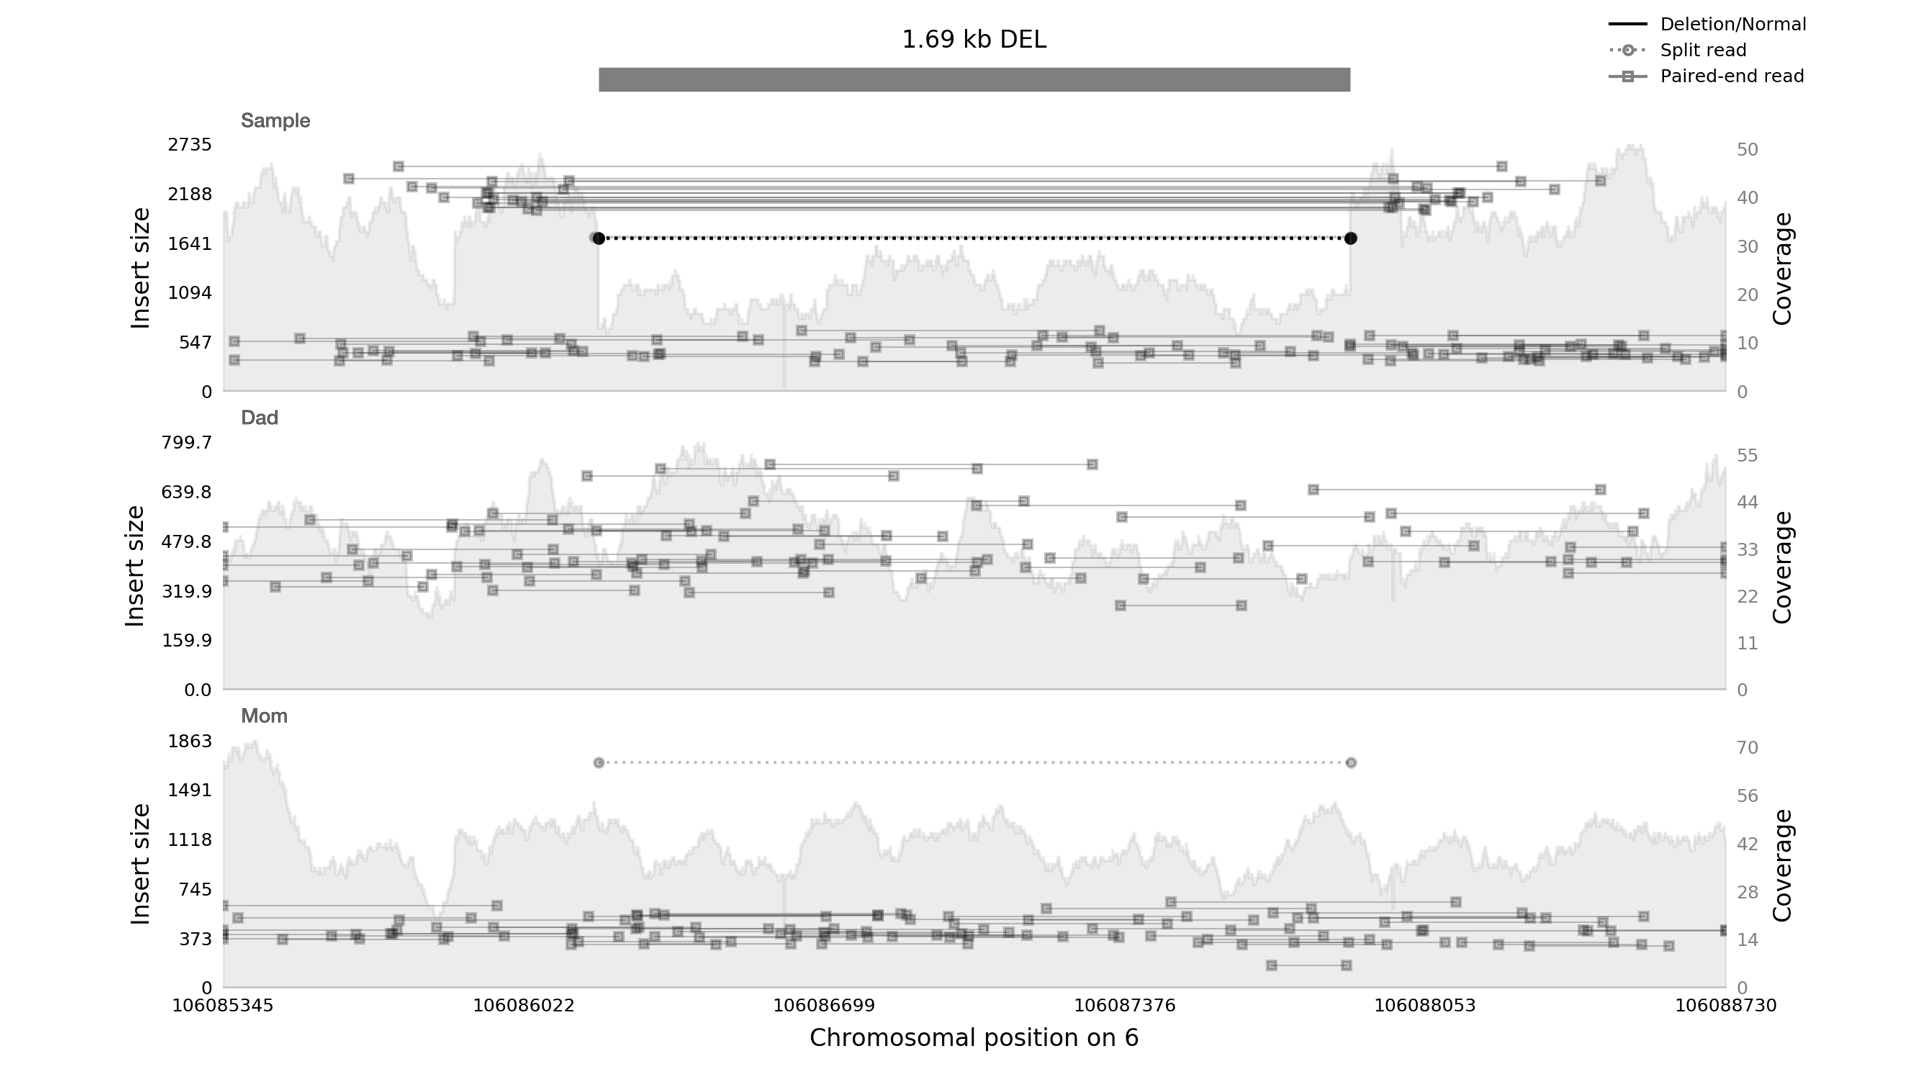 1.69 kb DEL
Deletion/Normal
Split read
Paired-end read
Sample
2735
2188
1641
1094
547
0
Insert size
50
40
30
20
10
0
Coverage
Dad
799.7
639.8
479.8
319.9
159.9
0.0
Insert size
55
44
33
22
11
0
Coverage
Mom
1863
1491
1118
745
373
0
Insert size
70
56
42
28
14
0
Coverage
106085345 106086022 106086699 106087376 106088053 106088730
Chromosomal position on 6